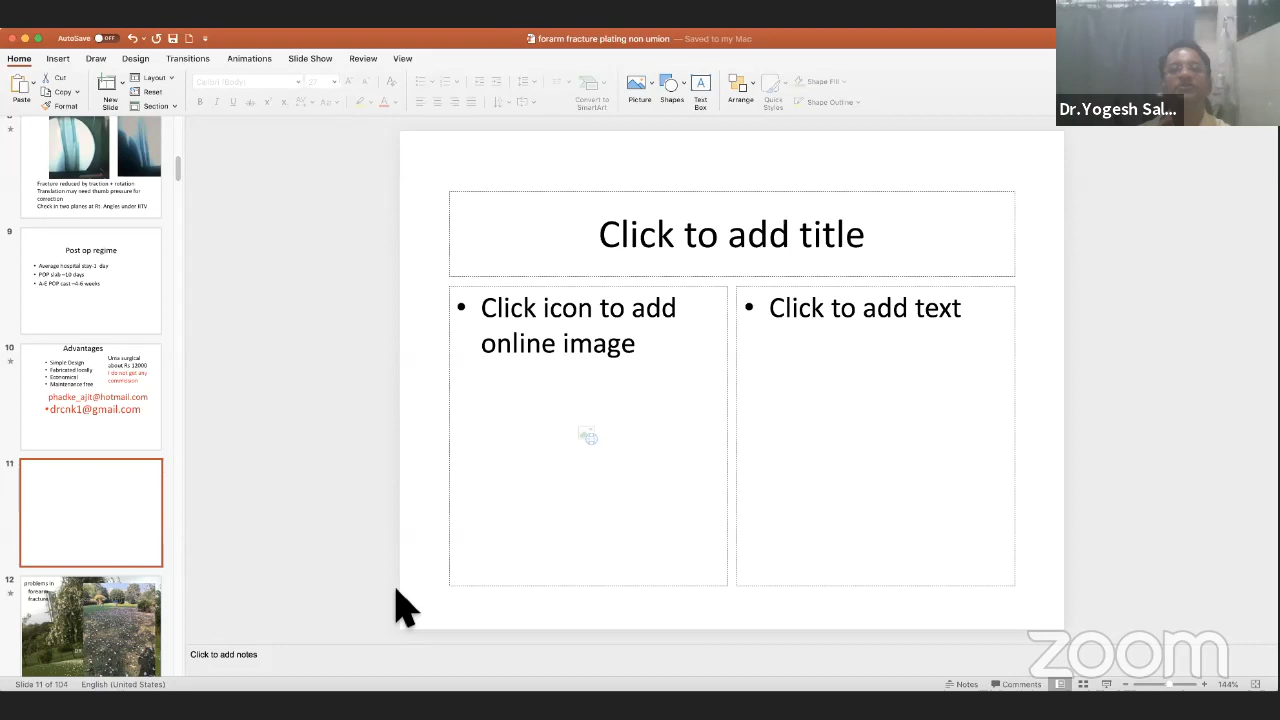 AutoSave OFF
forarm fracture plating non umion — Saved to my Mac
Home Insert Draw Design Transitions Animations Slide Show Review View
Paste
Cut
Copy
Format
New
Slide
Layout
Reset
Section
Calibri (Body) 27
Convert to
SmartArt
Picture
Shapes
Text
Box
Arrange
Quick
Styles
Shape Fill
Shape Outline
Dr.Yogesh Sal...
Fracture reduced by traction + rotation
Translation may need thumb pressure for
correction
Check in two planes at Rt. Angles under IITV
9
Post op regime
• Average hospital stay-1 day
• POP slab ~10 days
• A-E POP cast ~4-6 weeks
10
Advantages
• Simple Design
• Fabricated locally
• Economical
• Maintenance free
Uma surgical
about Rs 12000
I do not get any
commission
phadke_ajit@hotmail.com
•drcnk1@gmail.com
11
12
problems in
forearm
fracture
Click to add title
• Click icon to add
online image
• Click to add text
Click to add notes
zoom
Slide 11 of 104 English (United States) Notes Comments 144%